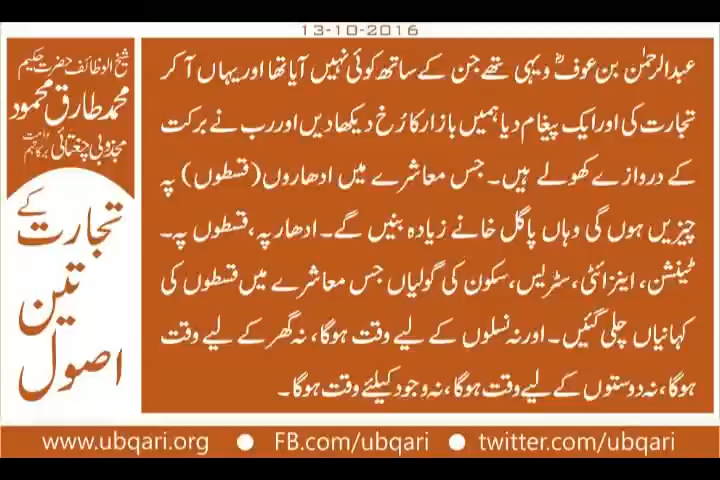 13-10-2016
شیخ الوظائف حضرت حکیم
محمد طارق محمود
مجذوبی چغتائی دامت برکاتہم
تجارت کے
تین
اصول
عبدالرحمٰن بن عوفؓ وہی تھے جن کے ساتھ کوئی نہیں آیا تھا اور یہاں آ کر
تجارت کی اور ایک پیغام دیا ہمیں بازار کا رُخ دیکھا دیں اور رب نے برکت
کے دروازے کھولے ہیں۔ جس معاشرے میں ادھاروں (قسطوں) پہ
چیزیں ہوں گی وہاں پاگل خانے زیادہ بنیں گے۔ ادھار پہ، قسطوں پہ۔
ٹینشن، اینزائٹی، سٹریس، سکون کی گولیاں جس معاشرے میں قسطوں کی
کہانیاں چلی گئیں۔ اور نہ نسلوں کے لیے وقت ہوگا، نہ گھر کے لیے وقت
ہوگا، نہ دوستوں کے لیے وقت ہوگا، نہ وجود کیلئے وقت ہوگا۔
www.ubqari.org ● FB.com/ubqari ● twitter.com/ubqari